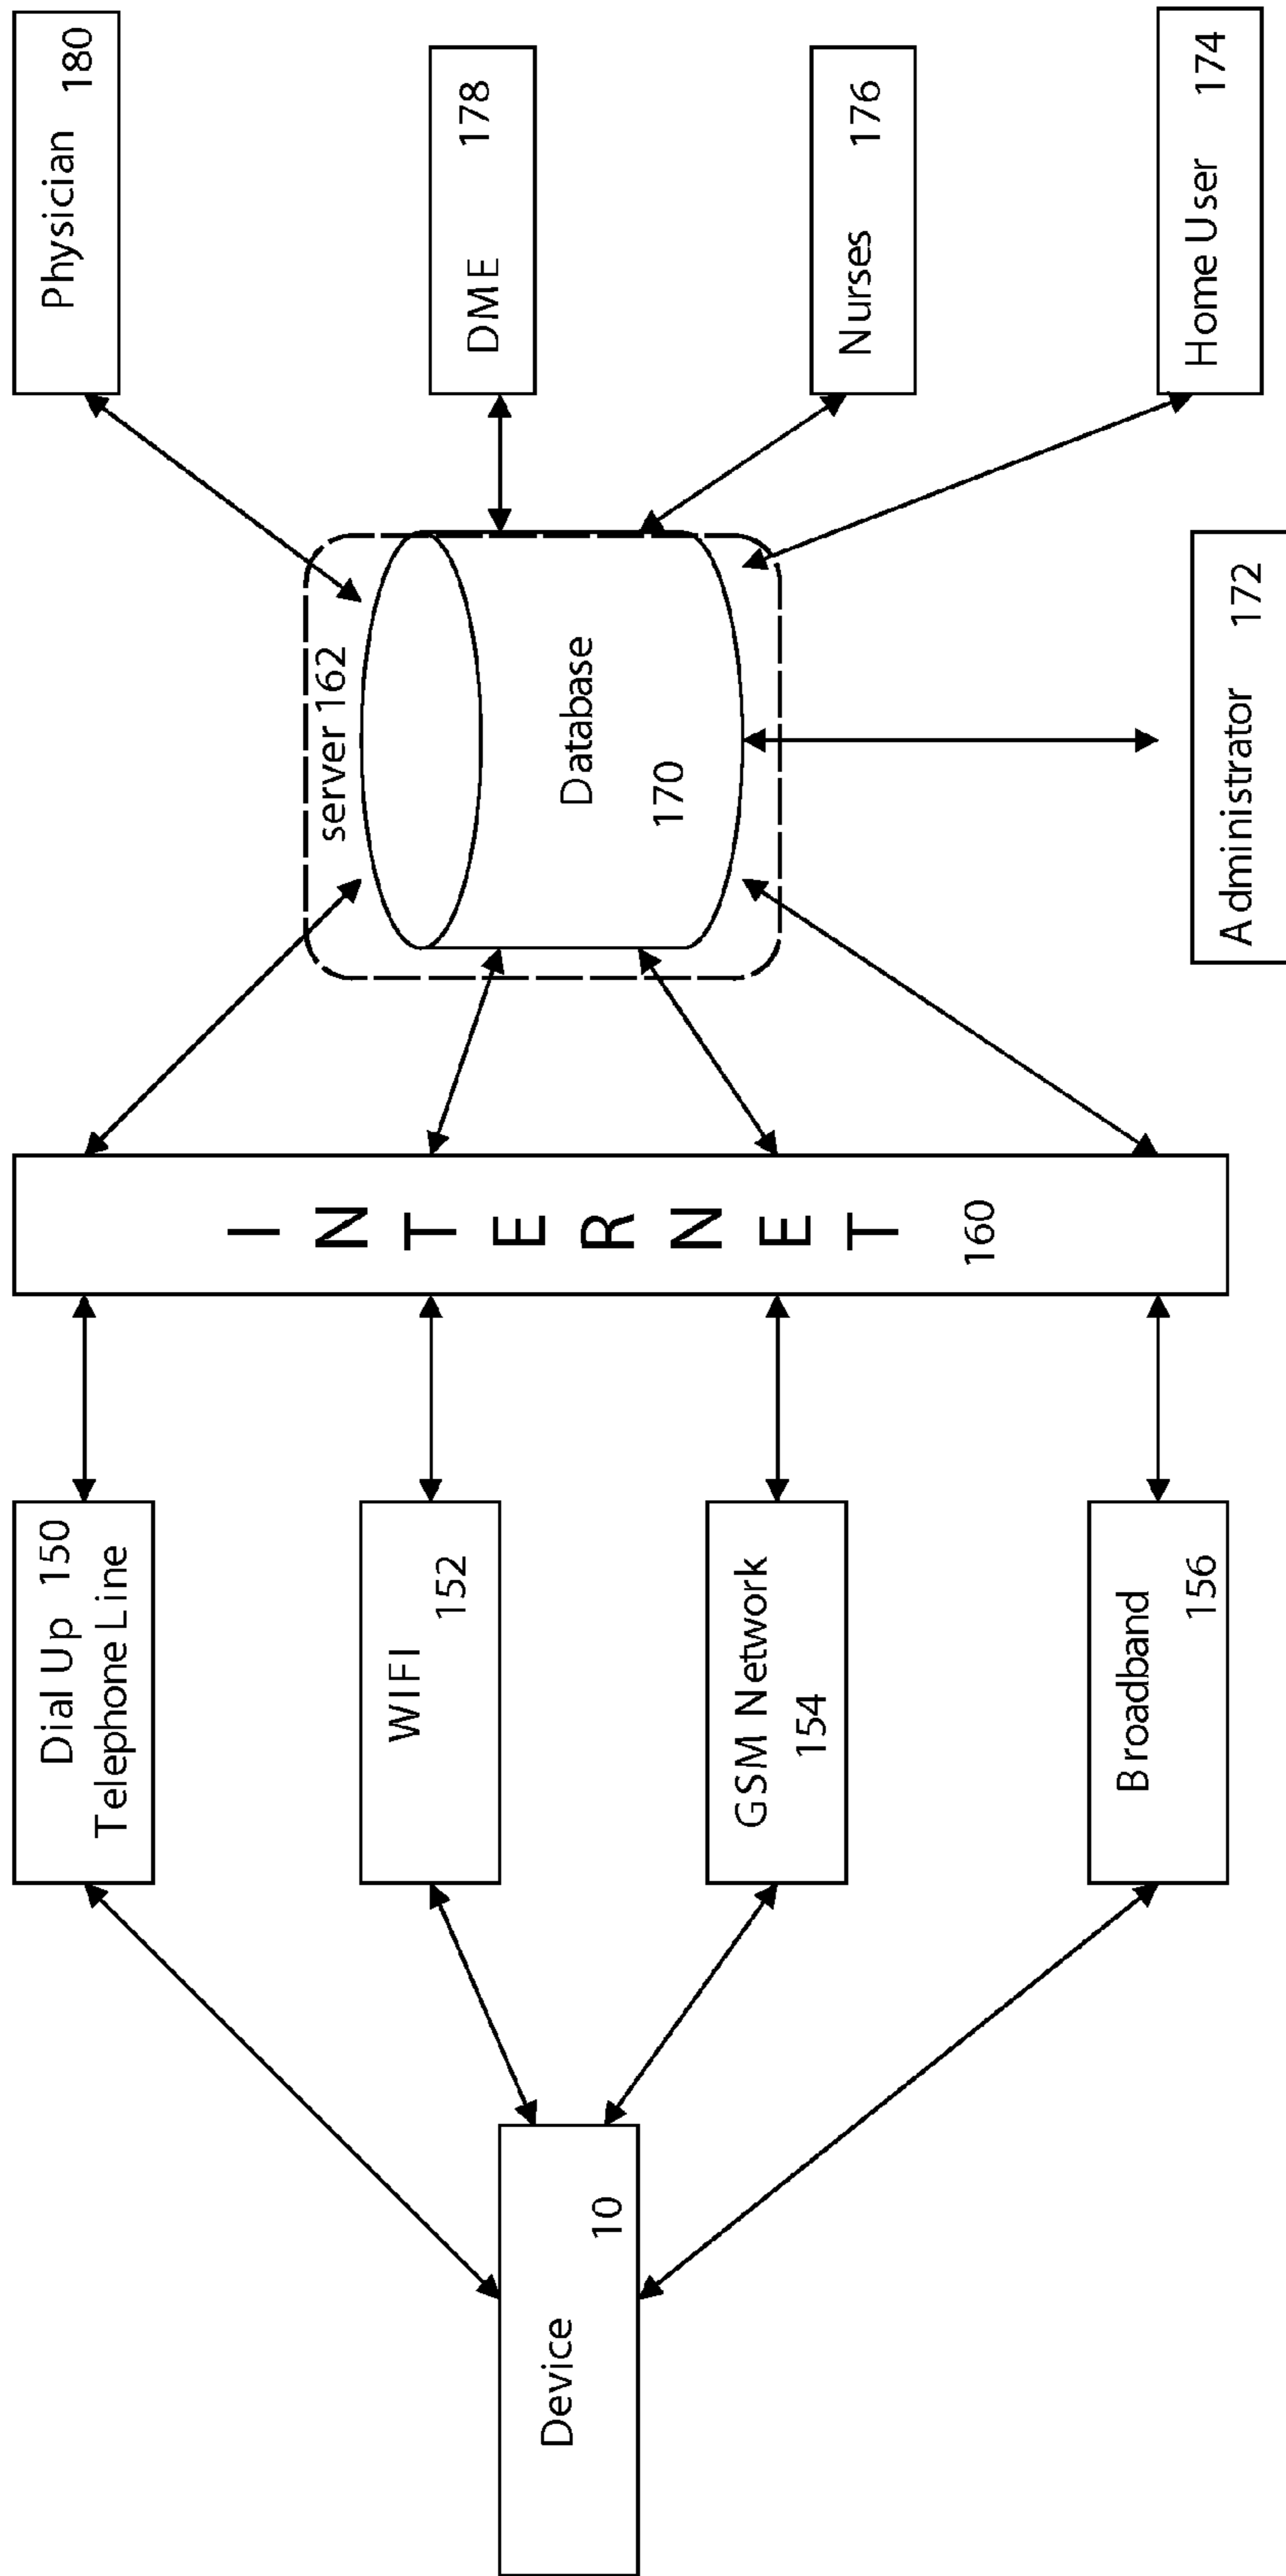 Device
10
Dial Up 150
Telephone Line
WIFI
152
GSM Network
154
Broadband
156
INTERNET
160
server 162
Database
170
Physician 180
DME 178
Nurses 176
Home User 174
Administrator 172